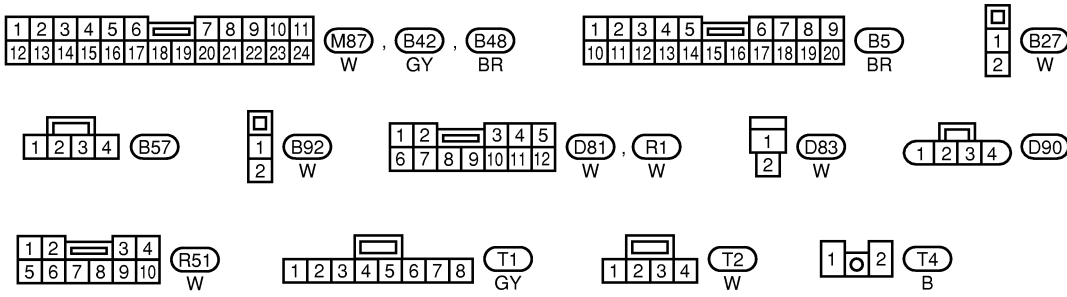 1 2 3 4 5 6 7 8 9 10 11
12 13 14 15 16 17 18 19 20 21 22 23 24
M87 , B42 , B48
W GY BR
1 2 3 4 5 6 7 8 9
10 11 12 13 14 15 16 17 18 19 20
B5
BR
1
2
B27
W
1 2 3 4
B57
1
2
B92
W
1 2 3 4 5
6 7 8 9 10 11 12
D81 , R1
W W
1
2
D83
W
1 2 3 4
D90
1 2 3 4
5 6 7 8 9 10
R51
W
1 2 3 4 5 6 7 8
T1
GY
1 2 3 4
T2
W
1 2
T4
B